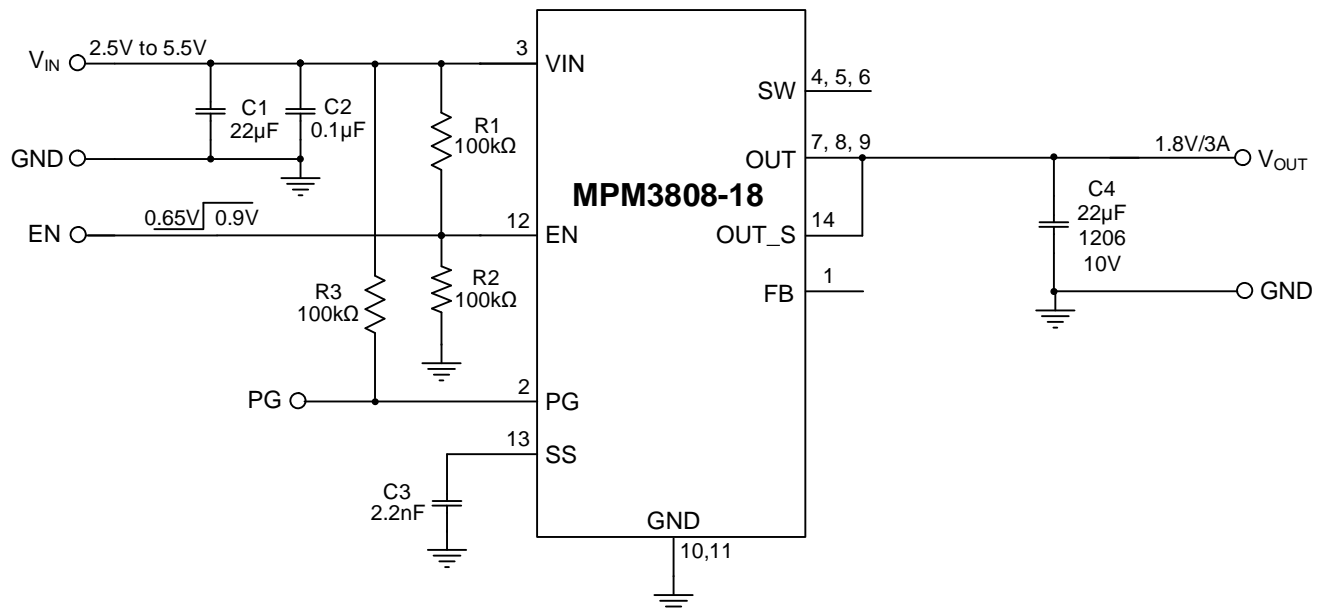 VIN 2.5V to 5.5V
3
VIN
SW
4, 5, 6
C1
22µF
C2
0.1µF
R1
100kΩ
GND
OUT
7, 8, 9
1.8V/3A
VOUT
MPM3808-18
EN
0.65V 0.9V
12
EN
OUT_S
14
C4
22µF
1206
10V
R3
100kΩ
R2
100kΩ
FB
1
GND
PG
2
PG
13
SS
C3
2.2nF
GND
10,11